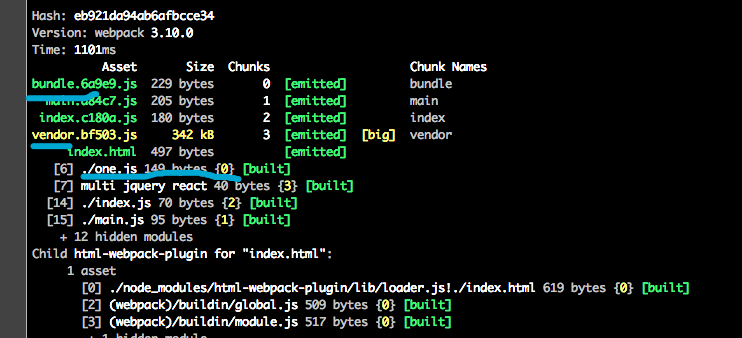 Hash: eb921da94ab6afbcce34
Version: webpack 3.10.0
Time: 1101ms
Asset Size Chunks Chunk Names
bundle.6a9e9.js 229 bytes 0 [emitted] bundle
main.a84c7.js 205 bytes 1 [emitted] main
index.c180a.js 180 bytes 2 [emitted] index
vendor.bf503.js 342 kB 3 [emitted] [big] vendor
index.html 497 bytes [emitted]
[6] ./one.js 149 bytes {0} [built]
[7] multi jquery react 40 bytes {3} [built]
[14] ./index.js 70 bytes {2} [built]
[15] ./main.js 95 bytes {1} [built]
+ 12 hidden modules
Child html-webpack-plugin for "index.html":
1 asset
[0] ./node_modules/html-webpack-plugin/lib/loader.js!./index.html 619 bytes {0} [built]
[2] (webpack)/buildin/global.js 509 bytes {0} [built]
[3] (webpack)/buildin/module.js 517 bytes {0} [built]
+ 1 hidden module